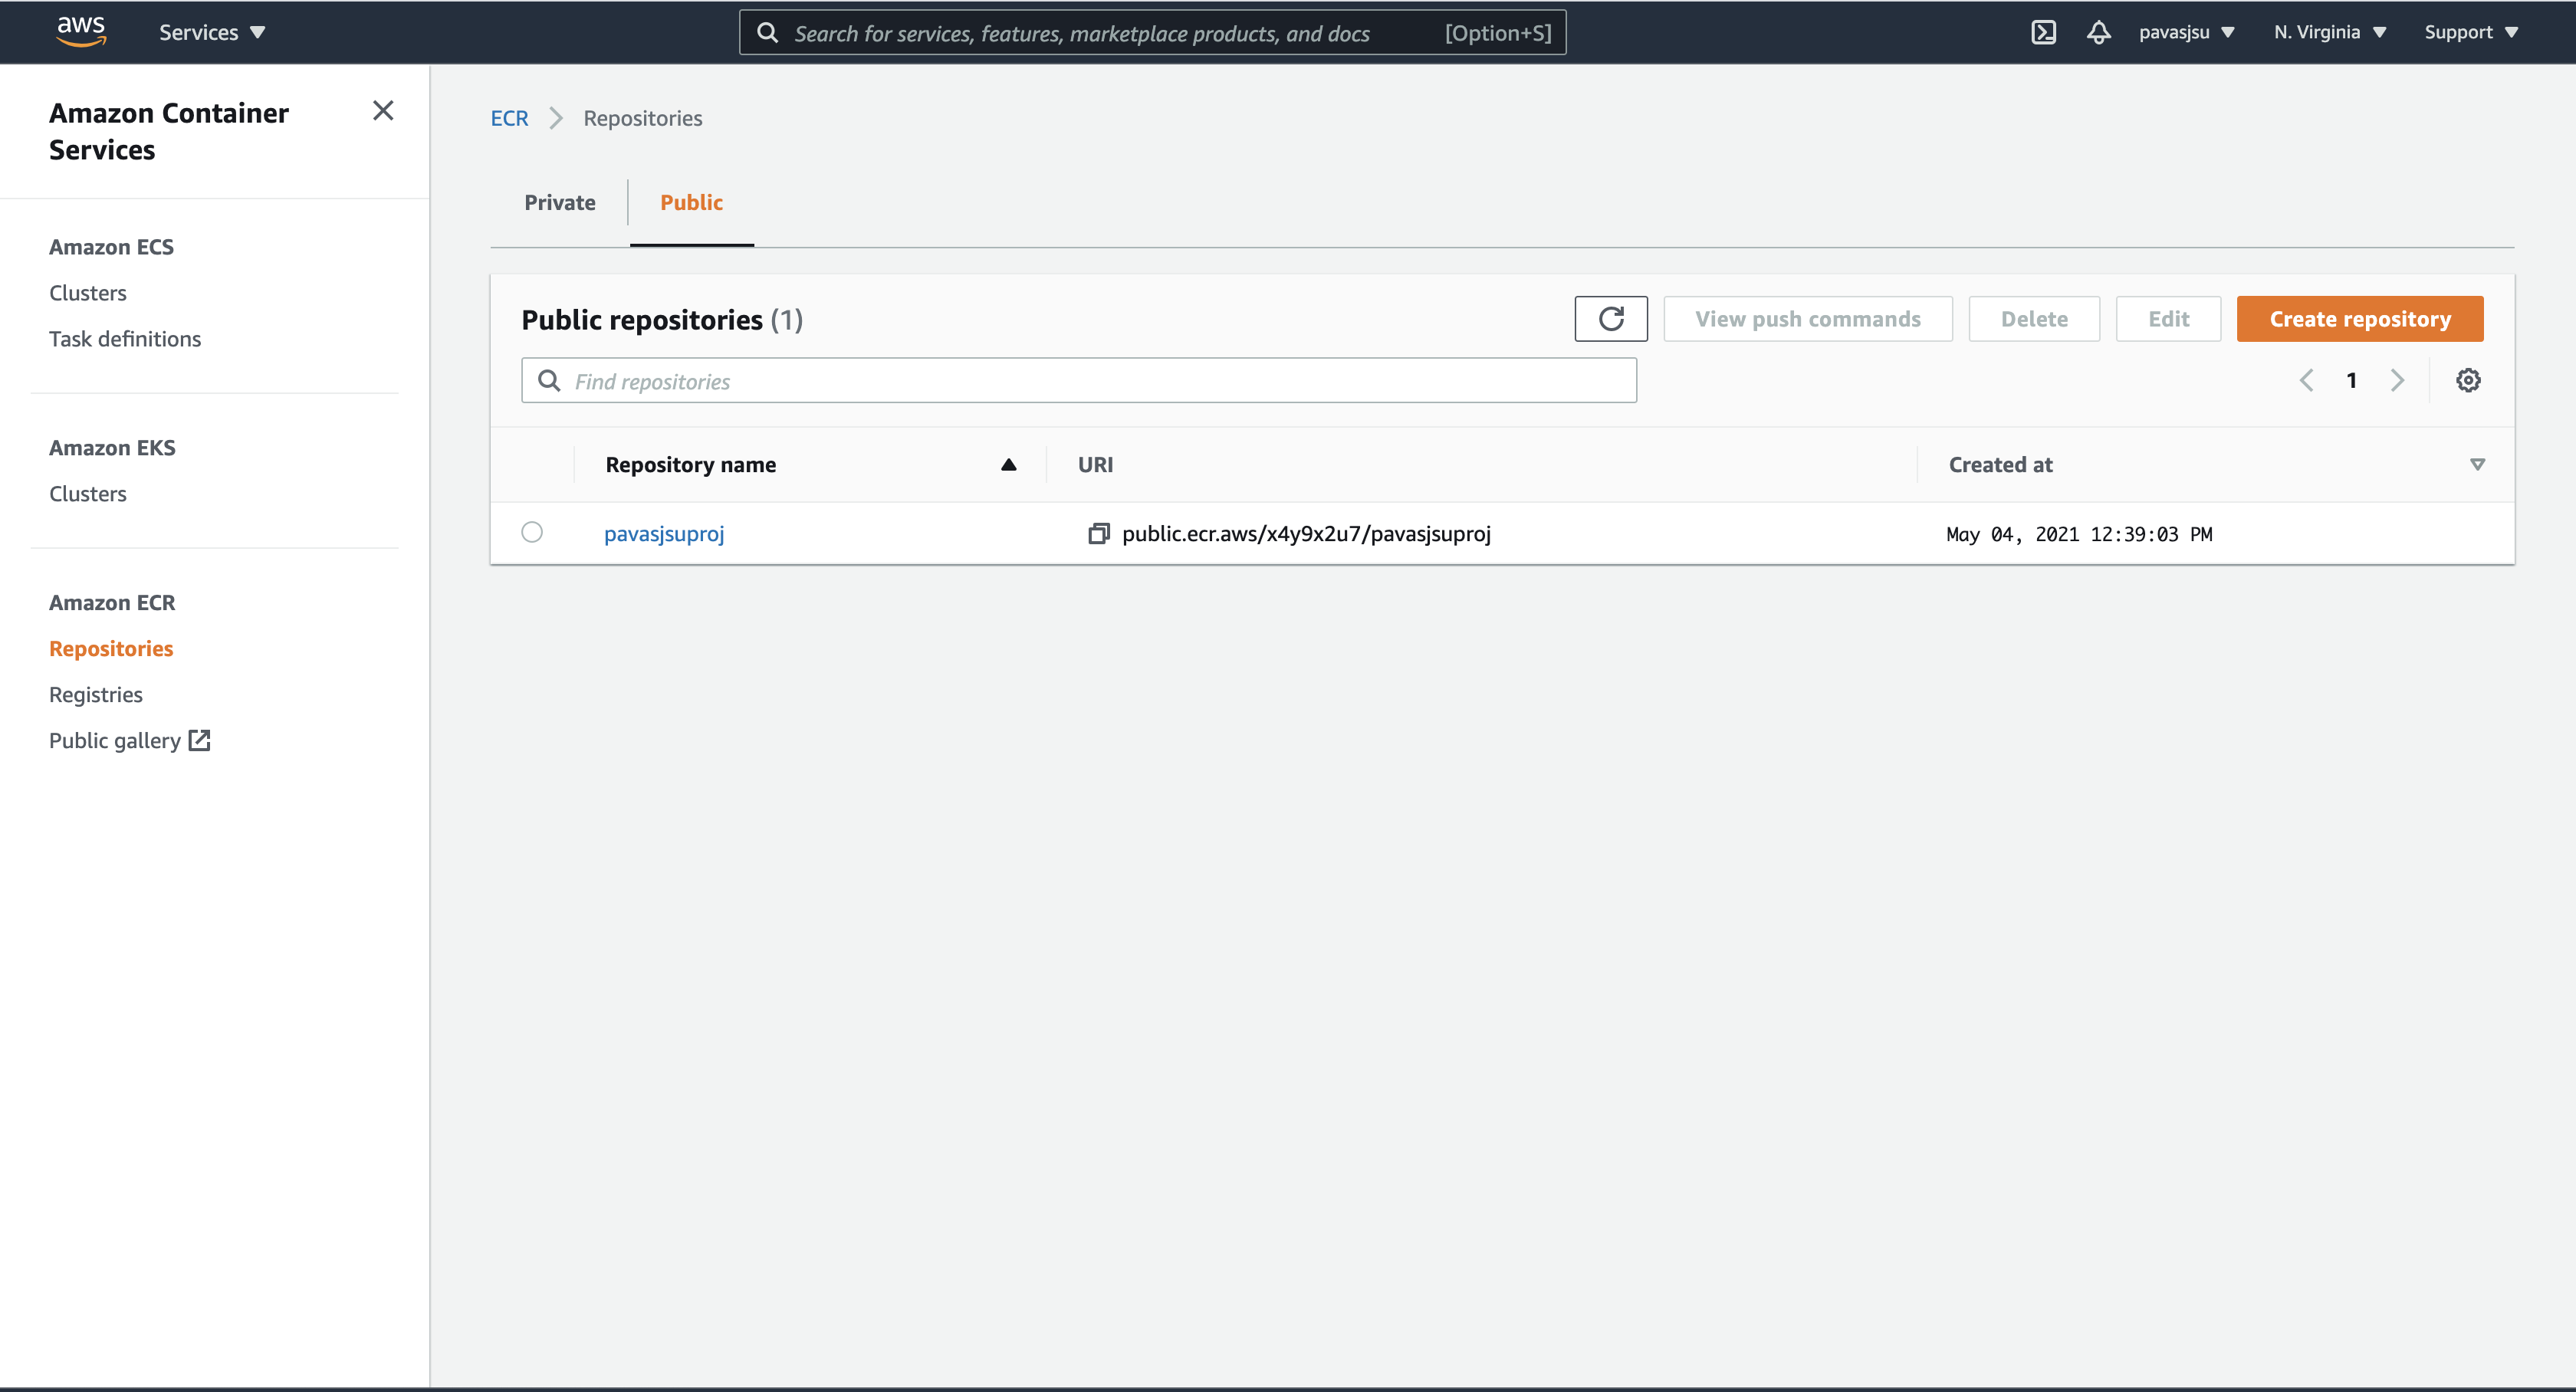 aws
Services
Search for services, features, marketplace products, and docs [Option+S]
pavasjsu
N. Virginia
Support
Amazon Container
Services
Amazon ECS
Clusters
Task definitions
Amazon EKS
Clusters
Amazon ECR
Repositories
Registries
Public gallery
ECR Repositories
Private Public
Public repositories (1)
View push commands Delete Edit Create repository
Find repositories
1
Repository name URI Created at
pavasjsuproj public.ecr.aws/x4y9x2u7/pavasjsuproj May 04, 2021 12:39:03 PM